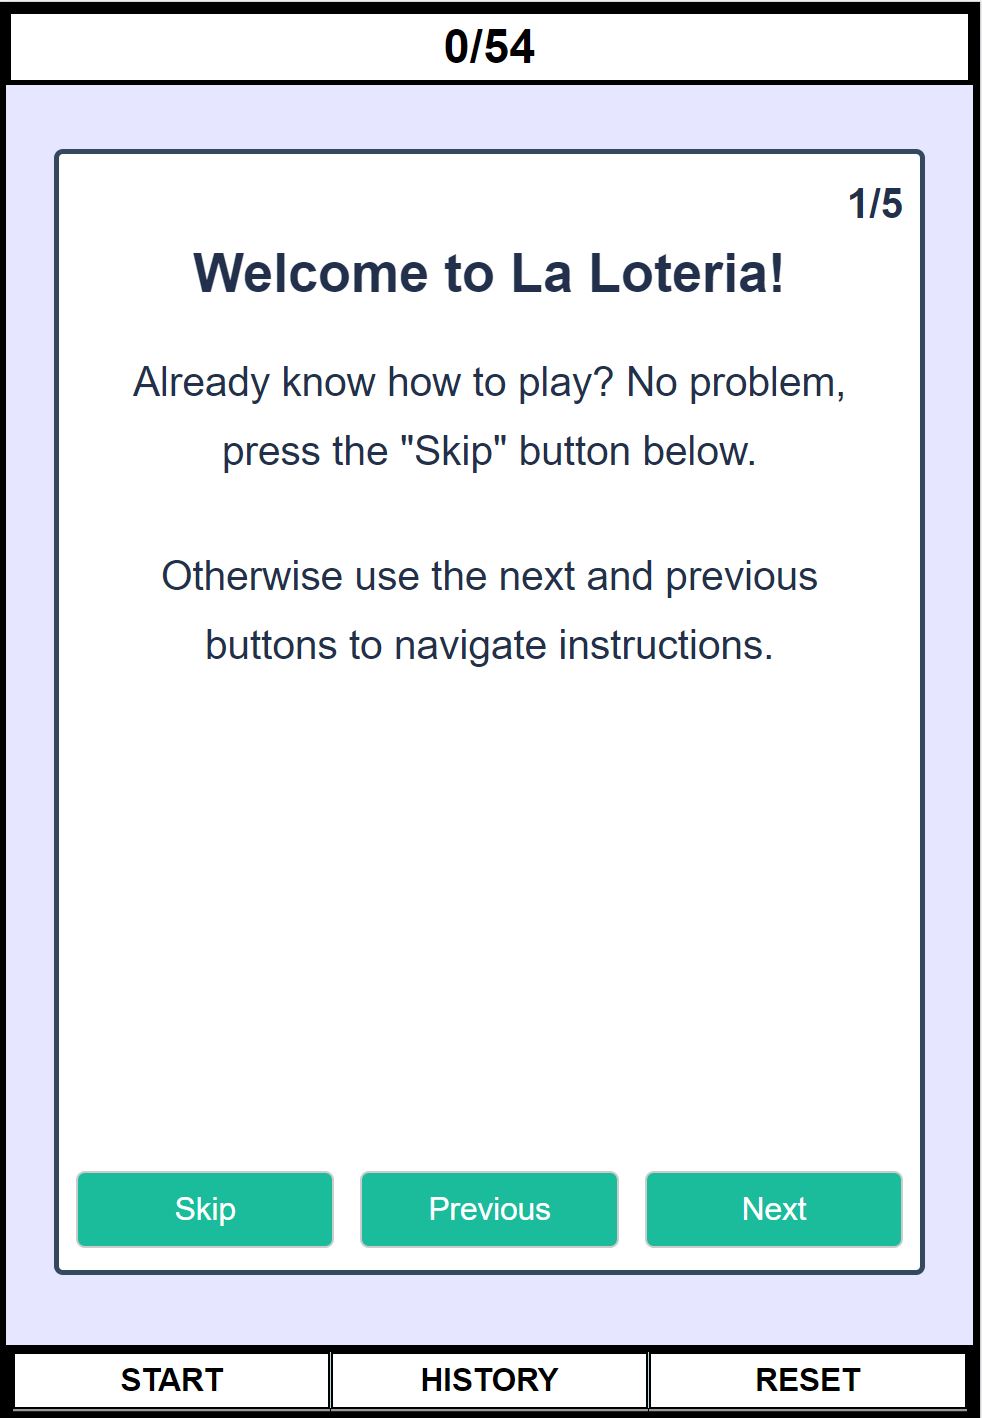 0/54
1/5
Welcome to La Loteria!
Already know how to play? No problem,
press the "Skip" button below.
Otherwise use the next and previous
buttons to navigate instructions.
Skip
Previous
Next
START
HISTORY
RESET